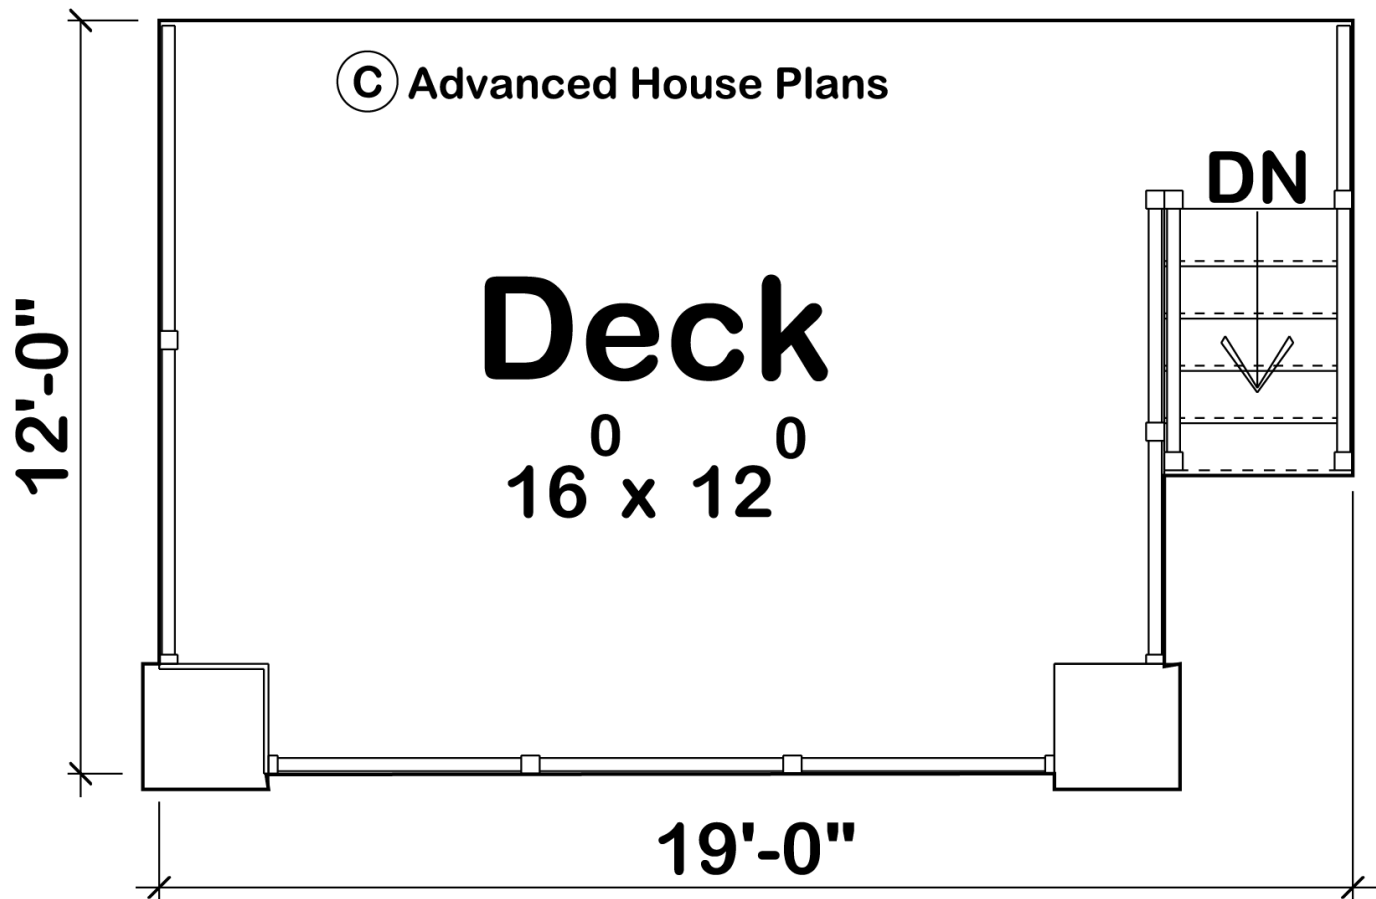 © Advanced House Plans
DN
12'-0"
Deck
16⁰ x 12⁰
19'-0"